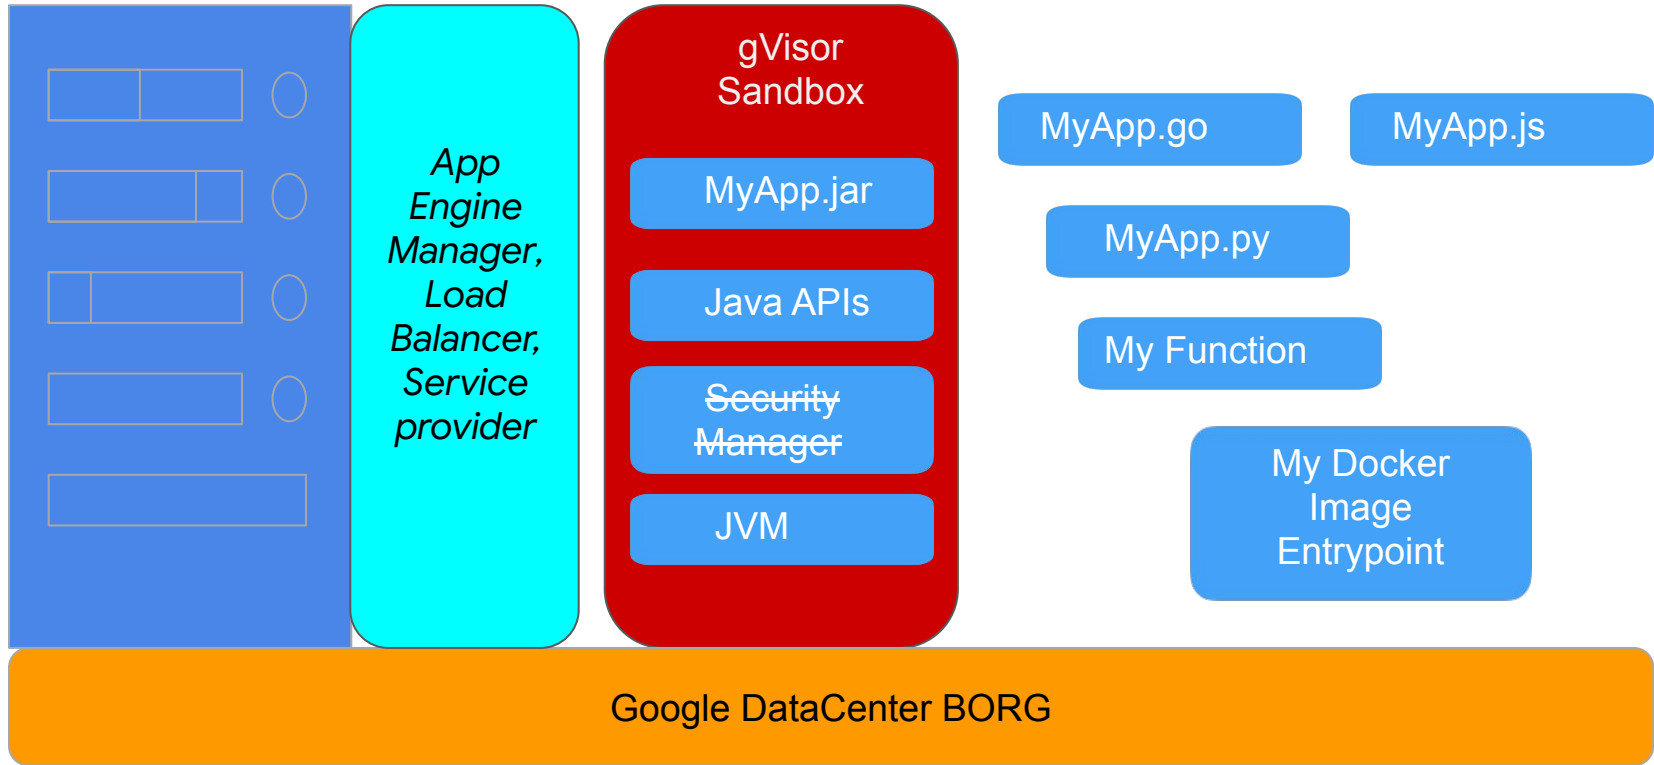 App
Engine
Manager,
Load
Balancer,
Service
provider
gVisor
Sandbox
MyApp.jar
Java APIs
Security
Manager
JVM
MyApp.go
MyApp.js
MyApp.py
My Function
My Docker
Image
Entrypoint
Google DataCenter BORG